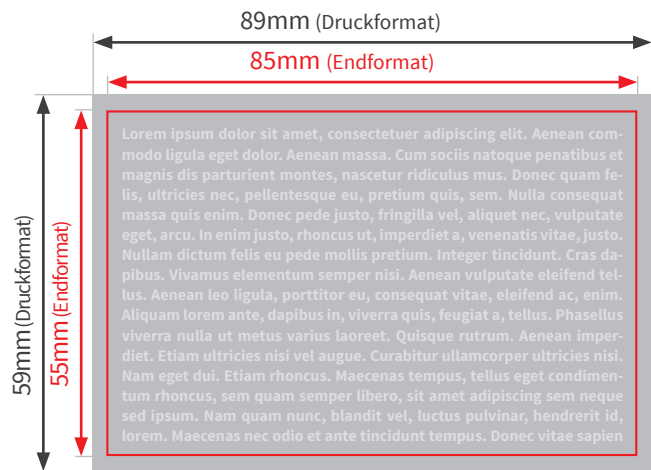 89mm (Druckformat)
85mm (Endformat)
59mm (Druckformat)
55mm (Endformat)
Lorem ipsum dolor sit amet, consectetuer adipiscing elit. Aenean com-
modo ligula eget dolor. Aenean massa. Cum sociis natoque penatibus et
magnis dis parturient montes, nascetur ridiculus mus. Donec quam fe-
lis, ultricies nec, pellentesque eu, pretium quis, sem. Nulla consequat
massa quis enim. Donec pede justo, fringilla vel, aliquet nec, vulputate
eget, arcu. In enim justo, rhoncus ut, imperdiet a, venenatis vitae, justo.
Nullam dictum felis eu pede mollis pretium. Integer tincidunt. Cras da-
pibus. Vivamus elementum semper nisi. Aenean vulputate eleifend tel-
lus. Aenean leo ligula, porttitor eu, consequat vitae, eleifend ac, enim.
Aliquam lorem ante, dapibus in, viverra quis, feugiat a, tellus. Phasellus
viverra nulla ut metus varius laoreet. Quisque rutrum. Aenean imper-
diet. Etiam ultricies nisi vel augue. Curabitur ullamcorper ultricies nisi.
Nam eget dui. Etiam rhoncus. Maecenas tempus, tellus eget condimen-
tum rhoncus, sem quam semper libero, sit amet adipiscing sem neque
sed ipsum. Nam quam nunc, blandit vel, luctus pulvinar, hendrerit id,
lorem. Maecenas nec odio et ante tincidunt tempus. Donec vitae sapien